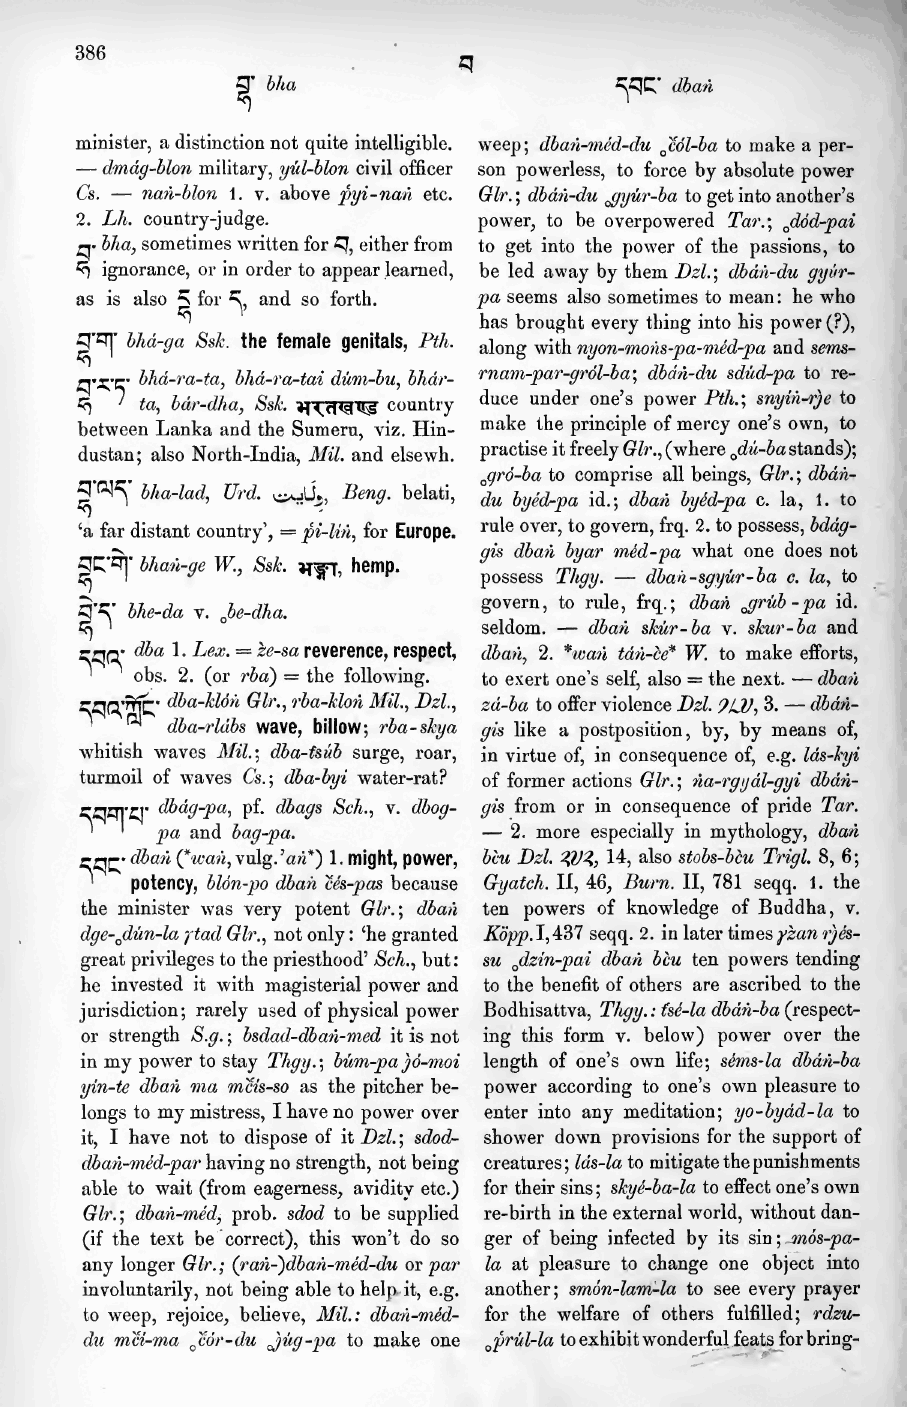 386
བ
བྷ་ bha
དབང་ dbaṅ
minister, a distinction not quite intelligible.
— dmág-blon military, yúl-blon civil officer
Cs. — naṅ-blon 1. v. above p̔yi-naṅ etc.
2. Lh. country-judge.
བྷ་ bha, sometimes written for བ, either from
ignorance, or in order to appear learned,
as is also དྷ for ད, and so forth.
བྷ་ག་ bhá-ga Ssk. the female genitals, Pth.
བྷ་ར་ཏ་ bhá-ra-ta, bhá-ra-tai dúm-bu, bhár-
ta, bár-dha, Ssk. भरतखण्ड country
between Lanka and the Sumeru, viz. Hin-
dustan; also North-India, Mil. and elsewh.
བྷ་ལད་ bha-lad, Urd. ولايت, Beng. belati,
‘a far distant country’, = p̔i-liṅ, for Europe.
བྷང་གེ་ bhaṅ-ge W., Ssk. भङ्गा, hemp.
བྷེ་ད་ bhe-da v. ₒbe-dha.
དབའ་ dba 1. Lex. = że-sa reverence, respect,
obs. 2. (or rba) = the following.
དབའ་ཀློང་ dba-klóṅ Glr., rba-kloṅ Mil., Dzl.,
dba-rlábs wave, billow; rba-skya
whitish waves Mil.; dba-t̔súb surge, roar,
turmoil of waves Cs.; dba-byi water-rat?
དབག་པ་ dbág-pa, pf. dbags Sch., v. dbog-
pa and bag-pa.
དབང་ dbaṅ (*waṅ, vulg. ’aṅ*) 1. might, power,
potency, blón-po dbaṅ c̔és-pas because
the minister was very potent Glr.; dbaṅ
dge-ₒdún-la ɣtad Glr., not only: ‘he granted
great privileges to the priesthood’ Sch., but:
he invested it with magisterial power and
jurisdiction; rarely used of physical power
or strength S.g.; bsdad-dbaṅ-med it is not
in my power to stay Thgy.; búm-pa ǰó-moi
yin-te dbaṅ ma mc̔is-so as the pitcher be-
longs to my mistress, I have no power over
it, I have not to dispose of it Dzl.; sdod-
dbaṅ-méd-par having no strength, not being
able to wait (from eagerness, avidity etc.)
Glr.; dbaṅ-méd, prob. sdod to be supplied
(if the text be correct), this won’t do so
any longer Glr.; (raṅ-)dbaṅ-méd-du or par
involuntarily, not being able to help it, e.g.
to weep, rejoice, believe, Mil.: dbaṅ-méd-
du mc̔i-ma ₒc̔ór-du ₒǰúg-pa to make one
weep; dbaṅ-méd-du ₒc̔ól-ba to make a per-
son powerless, to force by absolute power
Glr.; dbáṅ-du ₒgyúr-ba to get into another’s
power, to be overpowered Tar.; ₒdód-pai
to get into the power of the passions, to
be led away by them Dzl.; dbáṅ-du gyúr-
pa seems also sometimes to mean: he who
has brought every thing into his power (?),
along with nyon-moṅs-pa-méd-pa and sems-
rnam-par-gról-ba; dbáṅ-du sdúd-pa to re-
duce under one’s power Pth.; snyiṅ-rǰe to
make the principle of mercy one’s own, to
practise it freely Glr., (where ₒdú-ba stands);
ₒgró-ba to comprise all beings, Glr.; dbáṅ-
du byéd-pa id.; dbaṅ byéd-pa c. la, 1. to
rule over, to govern, frq. 2. to possess, bdág-
gis dbaṅ byar méd-pa what one does not
possess Thgy. — dbaṅ-sgyúr-ba c. la, to
govern, to rule, frq.; dbaṅ ₒgrúb-pa id.
seldom. — dbaṅ skúr-ba v. skur-ba and
dbaṅ, 2. *waṅ táṅ-c̀e* W. to make efforts,
to exert one’s self, also = the next. — dbaṅ
zá-ba to offer violence Dzl. ༡༨༧, 3. — dbáṅ-
gis like a postposition, by, by means of,
in virtue of, in consequence of, e.g. lás-kyi
of former actions Glr.; ṅa-rgyál-gyi dbáṅ-
gis from or in consequence of pride Tar.
— 2. more especially in mythology, dbaṅ
bc̀u Dzl. ༢༧༢, 14, also stobs-bc̀u Trigl. 8, 6;
Gyatch. II, 46, Burn. II, 781 seqq. 1. the
ten powers of knowledge of Buddha, v.
Köpp. I, 437 seqq. 2. in later times ɣżan rǰés-
su ₒdzin-pai dbaṅ bc̀u ten powers tending
to the benefit of others are ascribed to the
Bodhisattva, Thgy.: t̔sé-la dbáṅ-ba (respect-
ing this form v. below) power over the
length of one’s own life; séms-la dbáṅ-ba
power according to one’s own pleasure to
enter into any meditation; yo-byád-la to
shower down provisions for the support of
creatures; lás-la to mitigate the punishments
for their sins; skyé-ba-la to effect one’s own
re-birth in the external world, without dan-
ger of being infected by its sin; mós-pa-
la at pleasure to change one object into
another; smón-lam-la to see every prayer
for the welfare of others fulfilled; rdzu-
ₒp̔rúl-la to exhibit wonderful feats for bring-